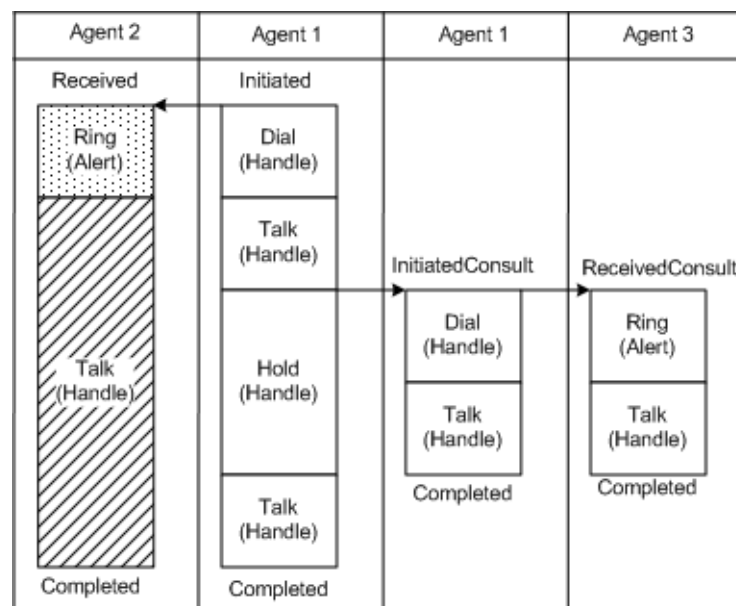 Agent 2
Agent 1
Agent 1
Agent 3
Received
Initiated
Ring
(Alert)
Dial
(Handle)
Talk
(Handle)
InitiatedConsult
ReceivedConsult
Talk
(Handle)
Hold
(Handle)
Dial
(Handle)
Ring
(Alert)
Talk
(Handle)
Talk
(Handle)
Completed
Completed
Talk
(Handle)
Completed
Completed